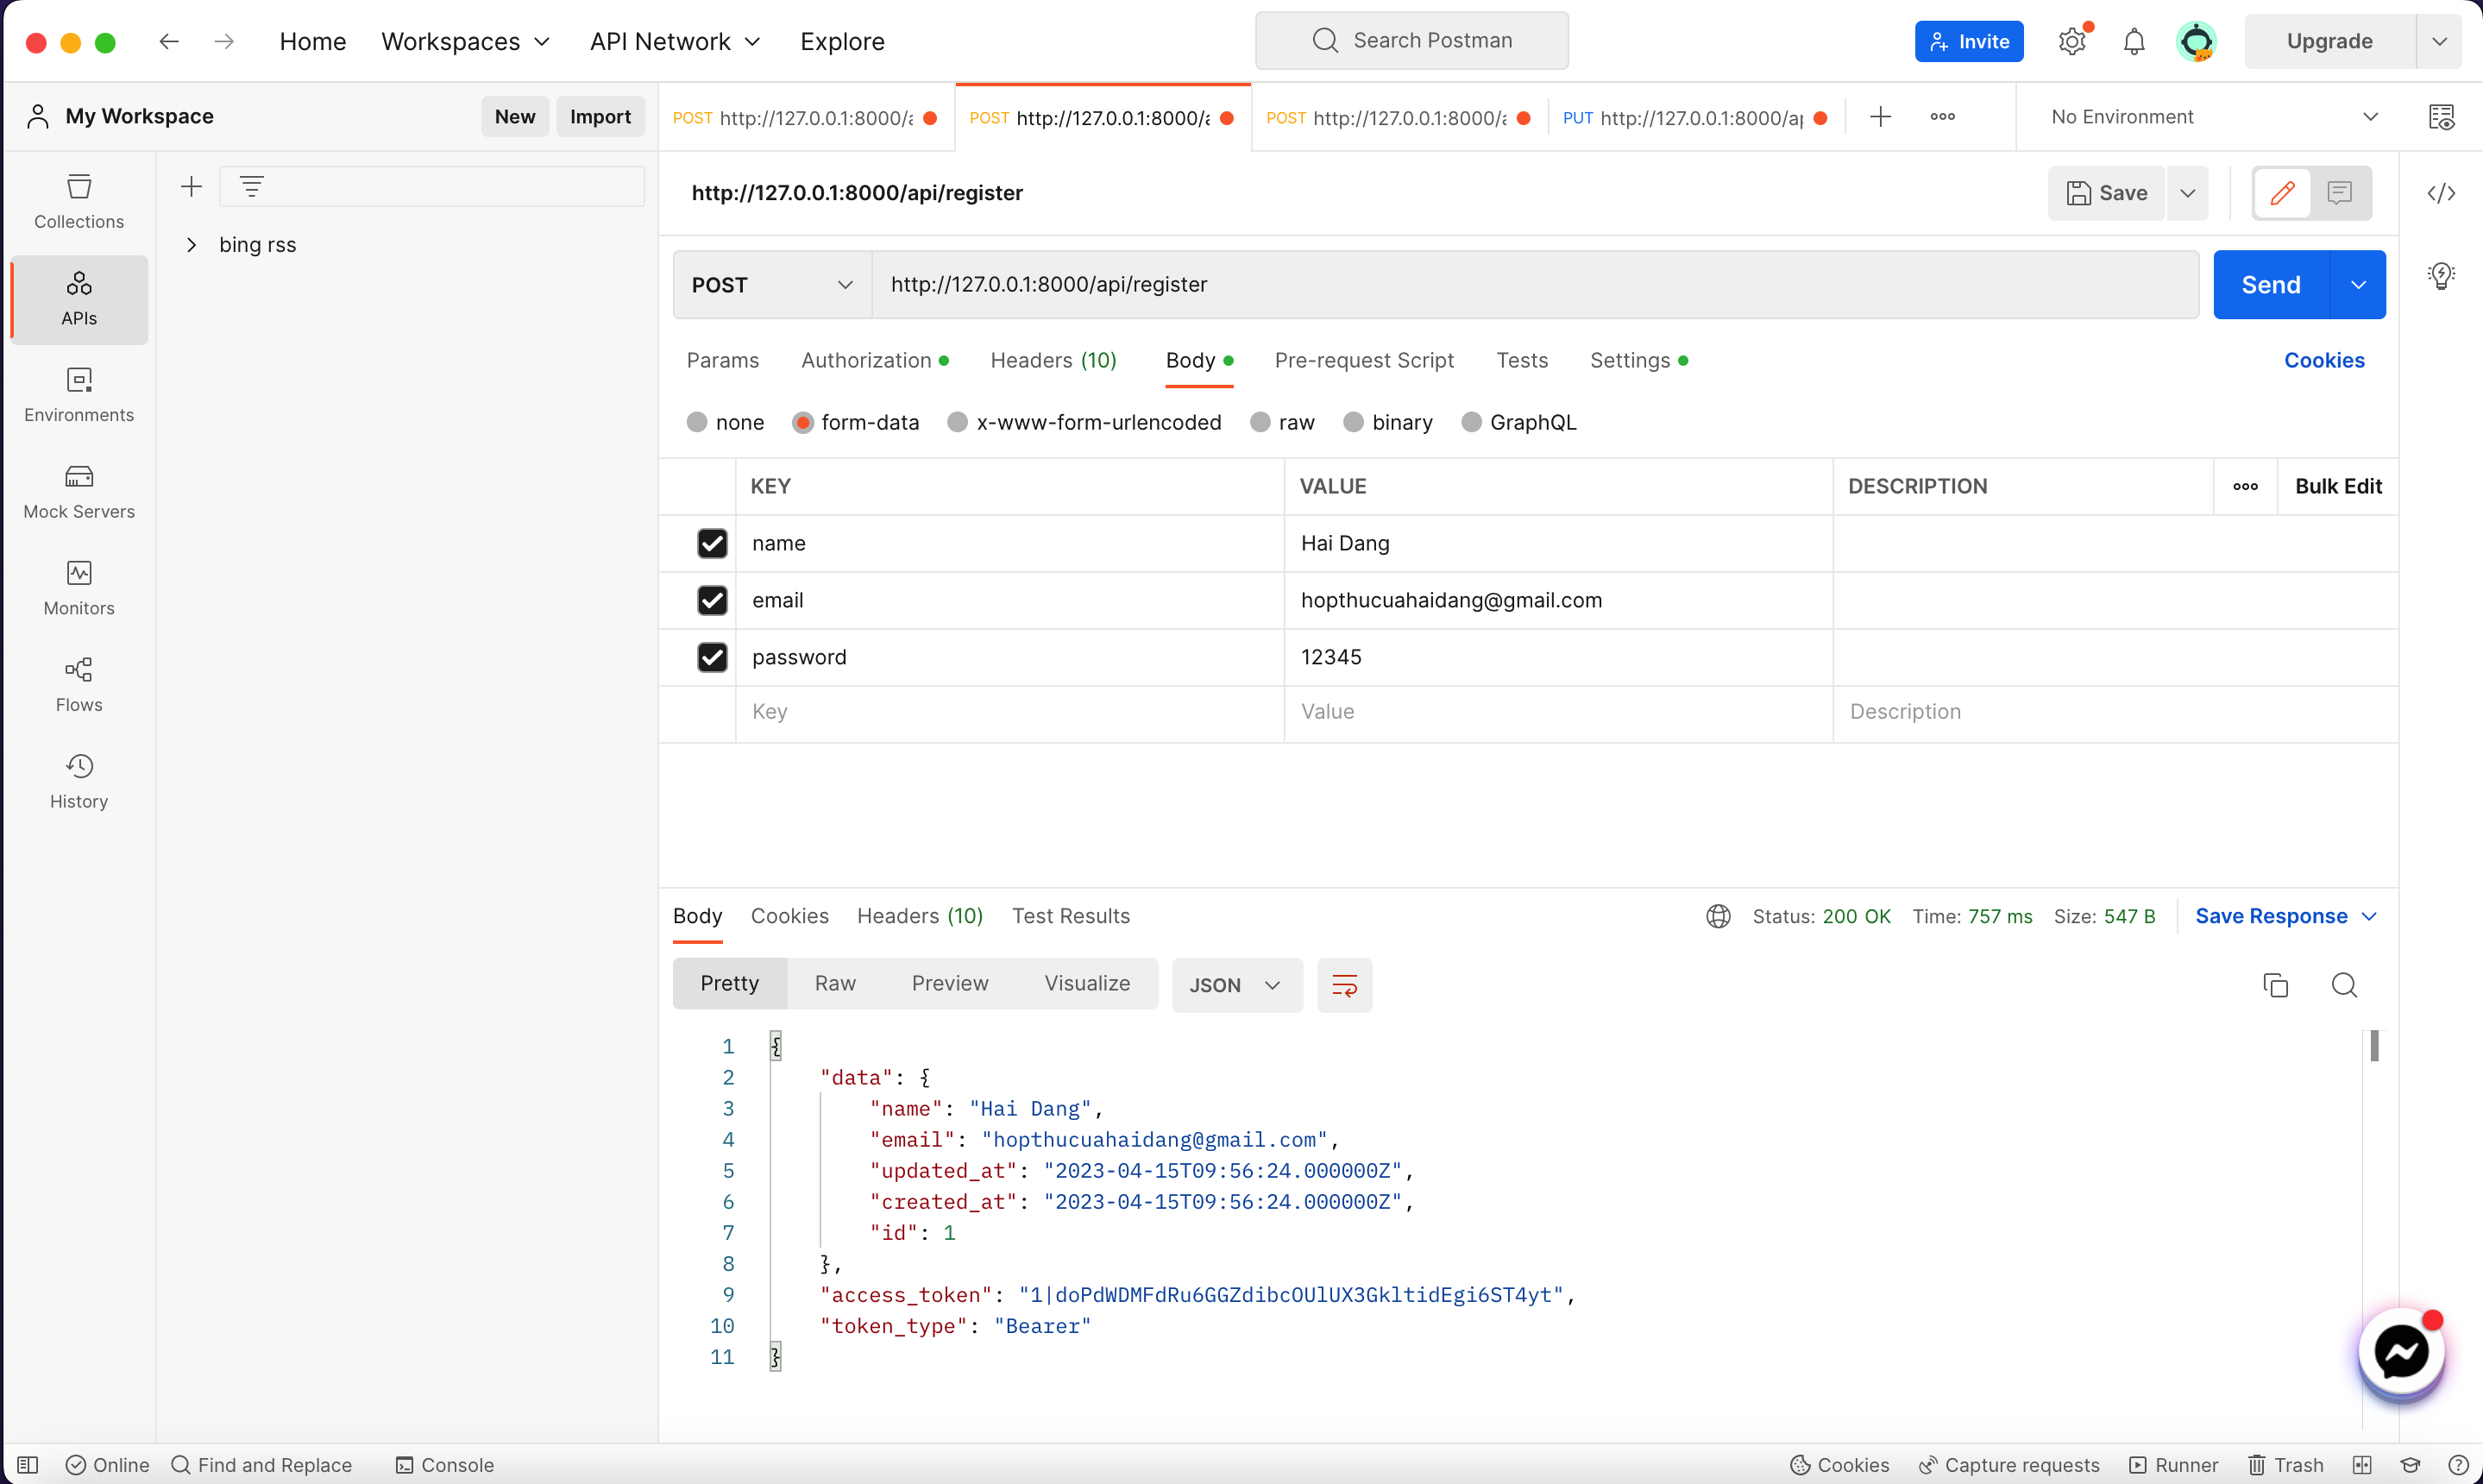 Home Workspaces API Network Explore Search Postman Invite Upgrade
My Workspace New Import POST http://127.0.0.1:8000/a POST http://127.0.0.1:8000/a POST http://127.0.0.1:8000/a PUT http://127.0.0.1:8000/ap No Environment
Collections
APIs
Environments
Mock Servers
Monitors
Flows
History
bing rss
http://127.0.0.1:8000/api/register Save
POST http://127.0.0.1:8000/api/register Send
Params Authorization Headers (10) Body Pre-request Script Tests Settings Cookies
none form-data x-www-form-urlencoded raw binary GraphQL
KEY VALUE DESCRIPTION Bulk Edit
name Hai Dang
email hopthucuahaidang@gmail.com
password 12345
Key Value Description
Body Cookies Headers (10) Test Results Status: 200 OK Time: 757 ms Size: 547 B Save Response
Pretty Raw Preview Visualize JSON
1 {
2 "data": {
3 "name": "Hai Dang",
4 "email": "hopthucuahaidang@gmail.com",
5 "updated_at": "2023-04-15T09:56:24.000000Z",
6 "created_at": "2023-04-15T09:56:24.000000Z",
7 "id": 1
8 },
9 "access_token": "1|doPdWDMFdRu6GGZdibcOUlUX3GkltidEgi6ST4yt",
10 "token_type": "Bearer"
11 }
Online Find and Replace Console Cookies Capture requests Runner Trash